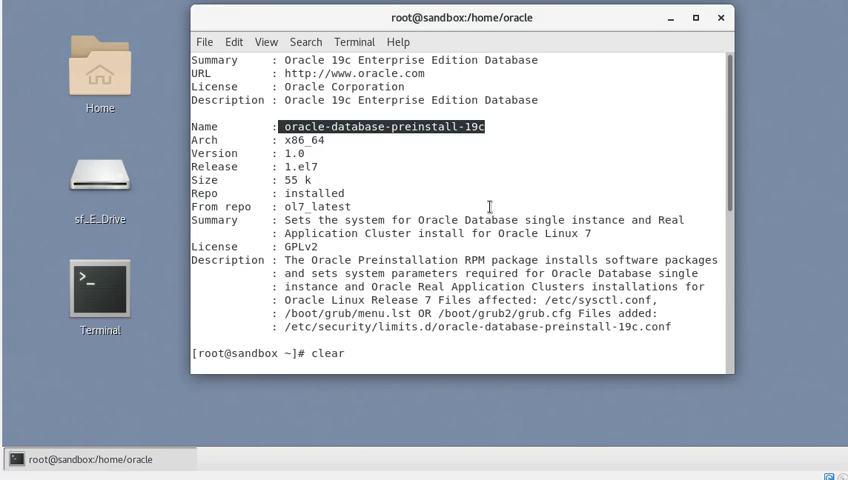 root@sandbox:/home/oracle
File Edit View Search Terminal Help
Summary : Oracle 19c Enterprise Edition Database
URL : http://www.oracle.com
License : Oracle Corporation
Description : Oracle 19c Enterprise Edition Database
Name : oracle-database-preinstall-19c
Arch : x86_64
Version : 1.0
Release : 1.el7
Size : 55 k
Repo : installed
From repo : ol7_latest
Summary : Sets the system for Oracle Database single instance and Real
: Application Cluster install for Oracle Linux 7
License : GPLv2
Description : The Oracle Preinstallation RPM package installs software packages
: and sets system parameters required for Oracle Database single
: instance and Oracle Real Application Clusters installations for
: Oracle Linux Release 7 Files affected: /etc/sysctl.conf,
: /boot/grub/menu.lst OR /boot/grub2/grub.cfg Files added:
: /etc/security/limits.d/oracle-database-preinstall-19c.conf
[root@sandbox ~]# clear
Home
sf_E_Drive
Terminal
root@sandbox:/home/oracle